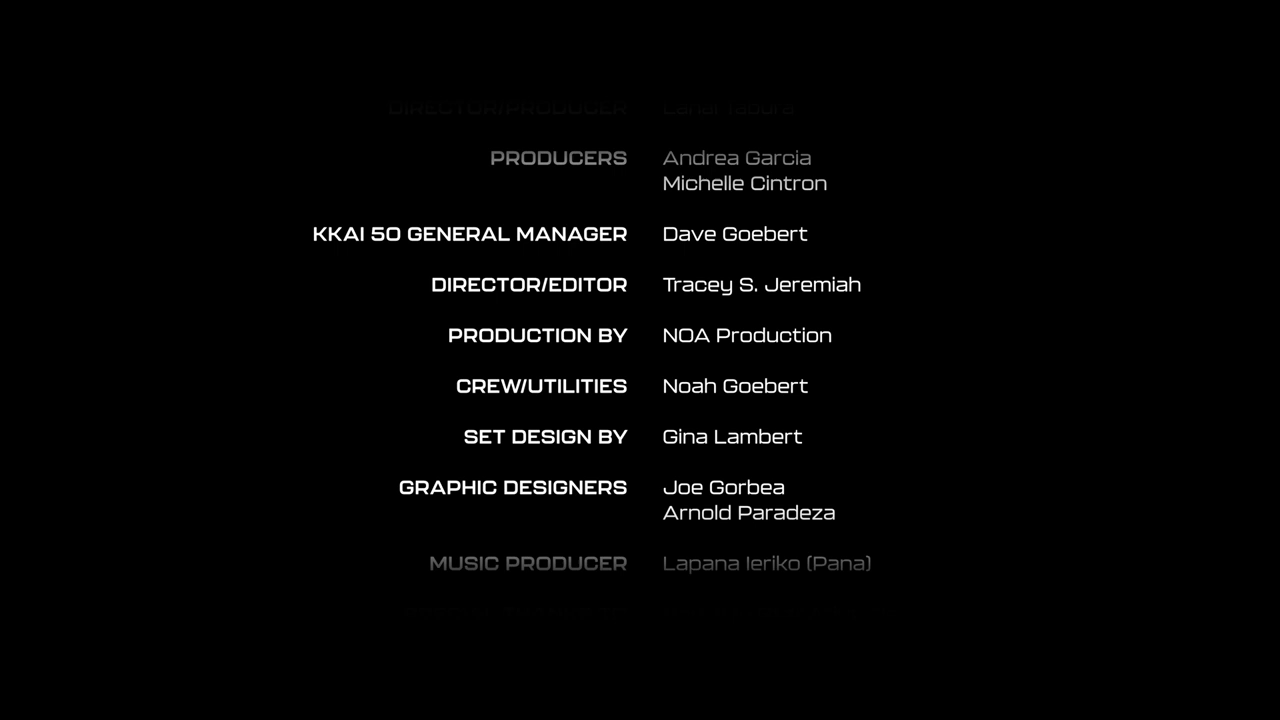 DIRECTOR/PRODUCER
PRODUCERS Andrea Garcia
Michelle Cintron
KKAI 50 GENERAL MANAGER Dave Goebert
DIRECTOR/EDITOR Tracey S. Jeremiah
PRODUCTION BY NOA Production
CREW/UTILITIES Noah Goebert
SET DESIGN BY Gina Lambert
GRAPHIC DESIGNERS Joe Gorbea
Arnold Paradeza
MUSIC PRODUCER Lapana Ieriko (Pana)